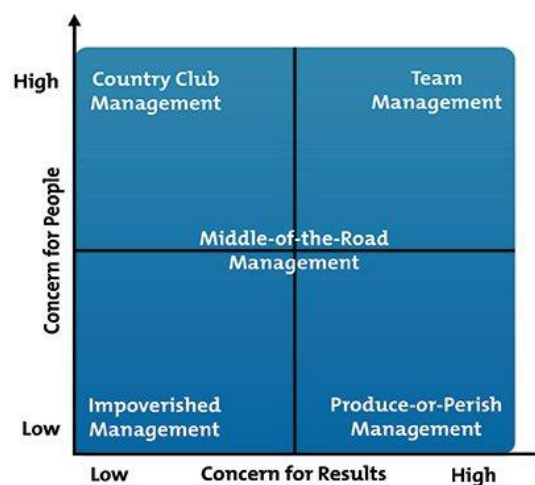 High
Country Club
Management
Team
Management
Concern for People
Middle-of-the-Road
Management
Low
Impoverished
Management
Produce-or-Perish
Management
Low
Concern for Results
High